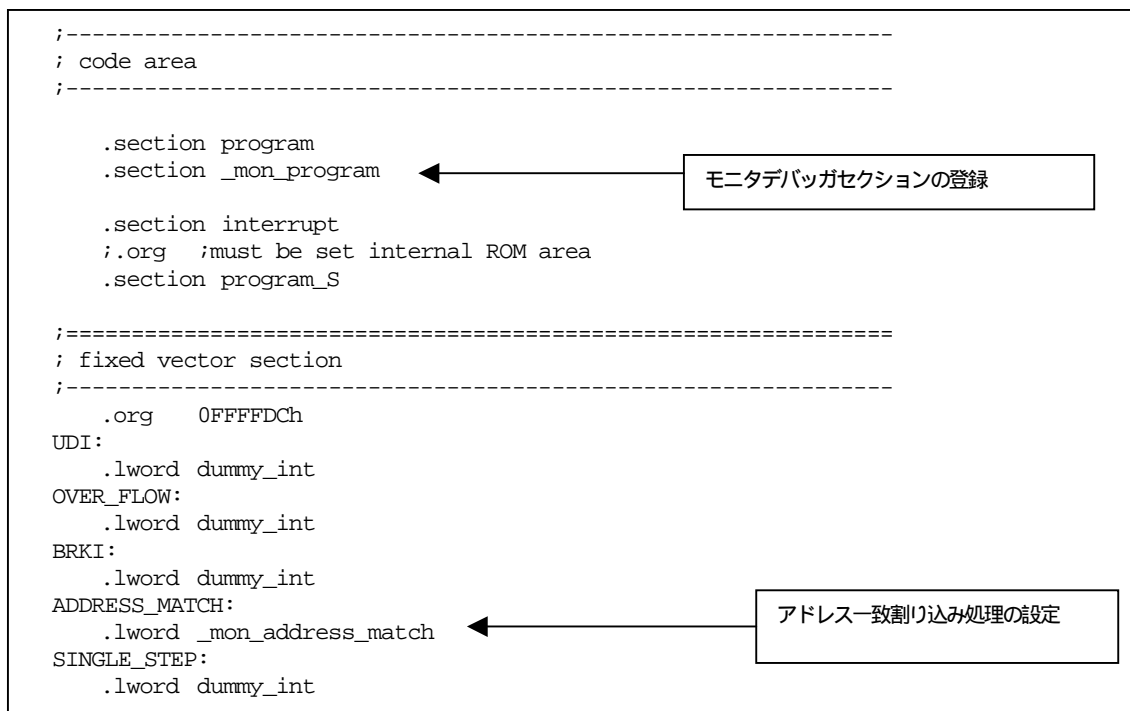 ;---------------------------------------------------------------
; code area
;---------------------------------------------------------------
.section program
.section _mon_program
モニタデバッガセクションの登録
.section interrupt
;.org ;must be set internal ROM area
.section program_S
;===============================================================
; fixed vector section
;---------------------------------------------------------------
.org 0FFFFDCh
UDI:
.lword dummy_int
OVER_FLOW:
.lword dummy_int
BRKI:
.lword dummy_int
ADDRESS_MATCH:
.lword _mon_address_match
アドレス一致割り込み処理の設定
SINGLE_STEP:
.lword dummy_int